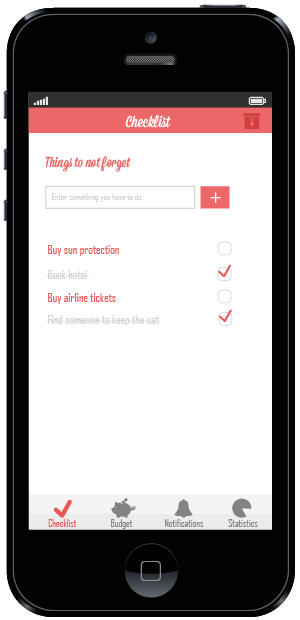 Checklist
Things to not forget
Enter something you have to do
+
Buy sun protection
Book hotel
Buy airline tickets
Find someone to keep the cat
Checklist Budget Notifications Statistics